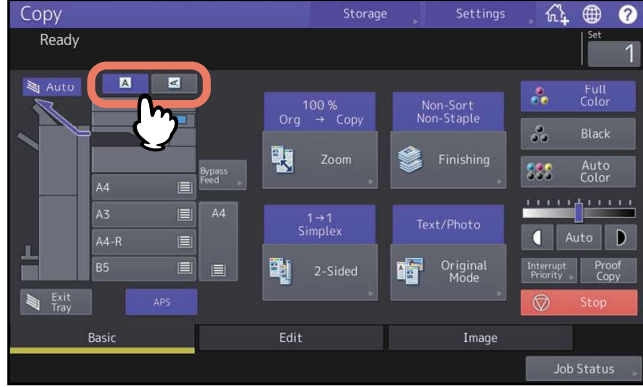 Copy
Storage
Settings
?
Ready
Set
1
Auto
A
A
100 %
Org → Copy
Zoom
Non-Sort
Non-Staple
Finishing
Full
Color
Black
Auto
Color
Bypass
Feed
A4
A3
A4-R
B5
A4
1→1
Simplex
2-Sided
Text/Photo
Original
Mode
Auto
Interrupt
Priority
Proof
Copy
Exit
Tray
APS
Stop
Basic
Edit
Image
Job Status